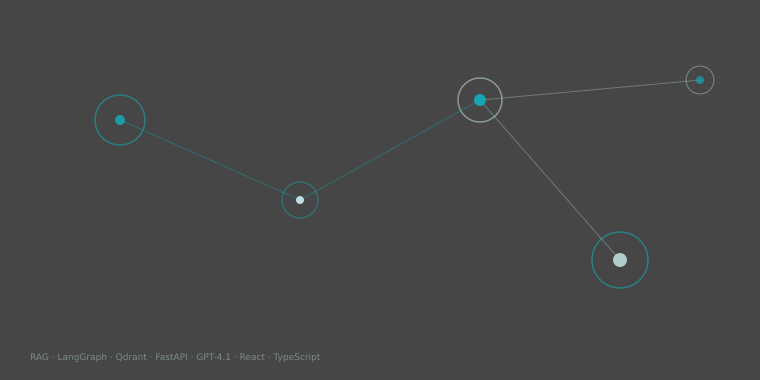 RAG · LangGraph · Qdrant · FastAPI · GPT-4.1 · React · TypeScript